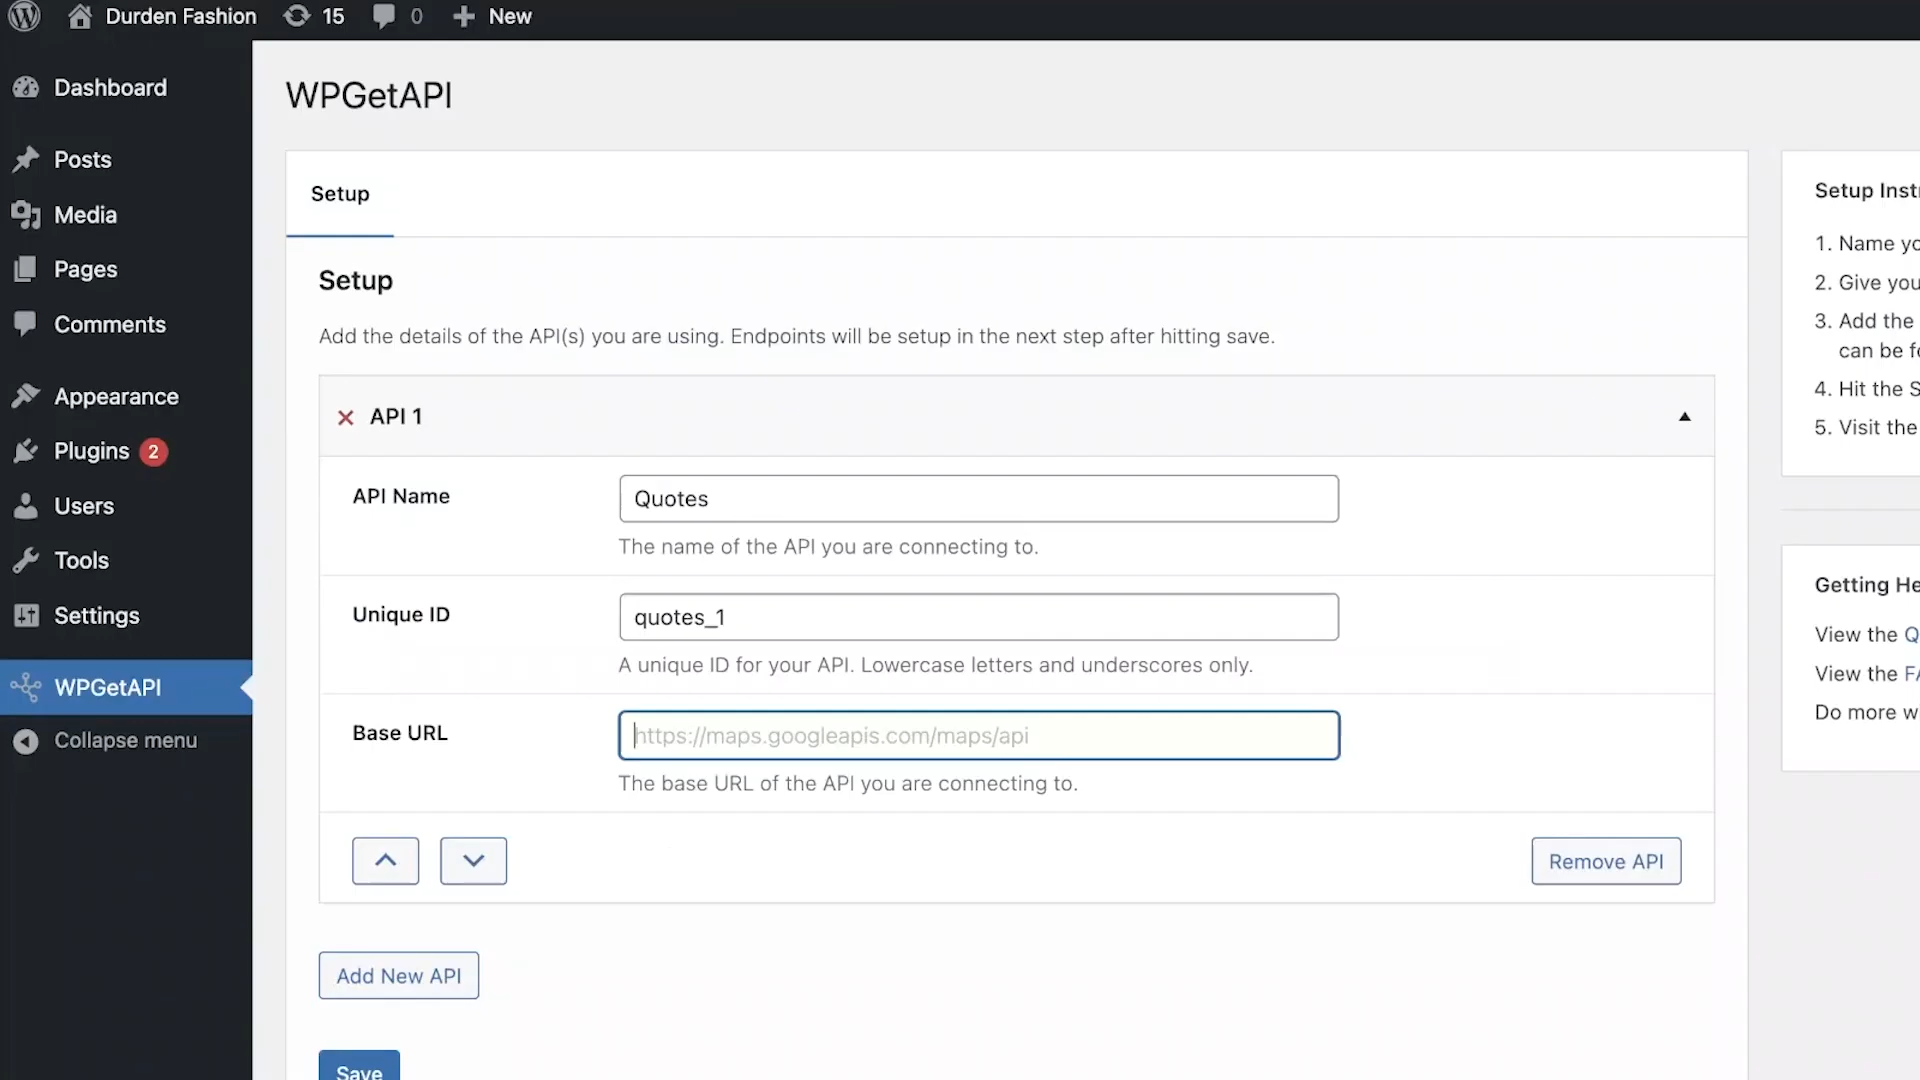 Durden Fashion 15 0 New
Dashboard
Posts
Media
Pages
Comments
Appearance
Plugins 2
Users
Tools
Settings
WPGetAPI
Collapse menu
WPGetAPI
Setup
Setup
Add the details of the API(s) you are using. Endpoints will be setup in the next step after hitting save.
API 1
API Name
Quotes
The name of the API you are connecting to.
Unique ID
quotes_1
A unique ID for your API. Lowercase letters and underscores only.
Base URL
https://maps.googleapis.com/maps/api
The base URL of the API you are connecting to.
Remove API
Add New API
Save
Setup Inst
1. Name yo
2. Give you
3. Add the
can be fo
4. Hit the S
5. Visit the
Getting He
View the Q
View the FA
Do more w